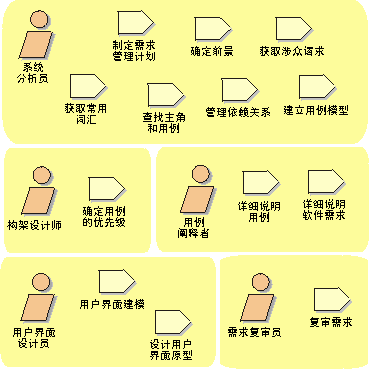 系统
分析员
制定需求
管理计划
确定前景
获取涉众请求
获取常用
词汇
查找主角
和用例
管理依赖关系
建立用例模型
构架设计师
确定用例
的优先级
用例
阐释者
详细说明
用例
详细说明
软件需求
用户界面
设计员
用户界面建模
设计用户
界面原型
需求复审员
复审需求